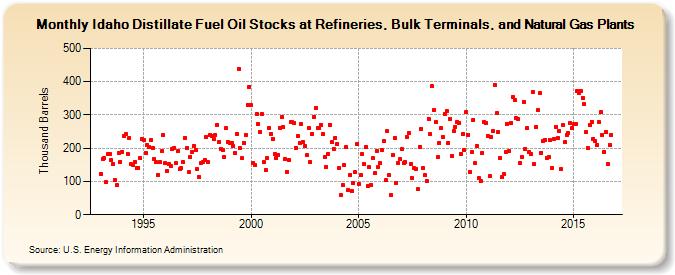 Monthly Idaho Distillate Fuel Oil Stocks at Refineries, Bulk Terminals, and Natural Gas Plants
Thousand Barrels
500
400
300
200
100
0
1995 2000 2005 2010 2015
Source: U.S. Energy Information Administration